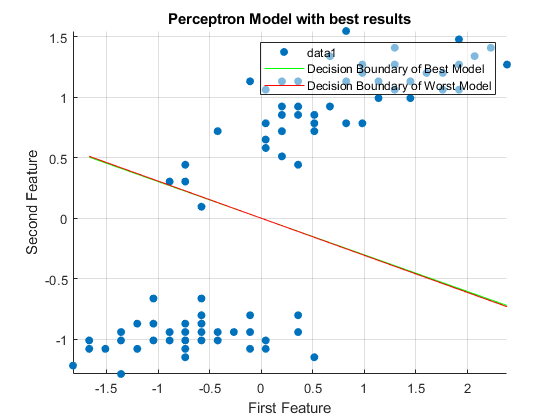 Perceptron Model with best results
data1
Decision Boundary of Best Model
Decision Boundary of Worst Model
1.5
1
0.5
0
-0.5
-1
Second Feature
-1.5 -1 -0.5 0 0.5 1 1.5 2
First Feature